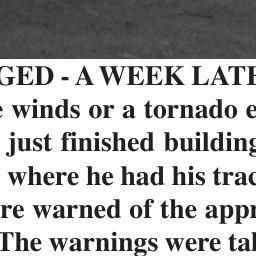 GED - A WEEK LATE
e winds or a tornado e
just finished building
where he had his trac
re warned of the appr
The warnings were tal